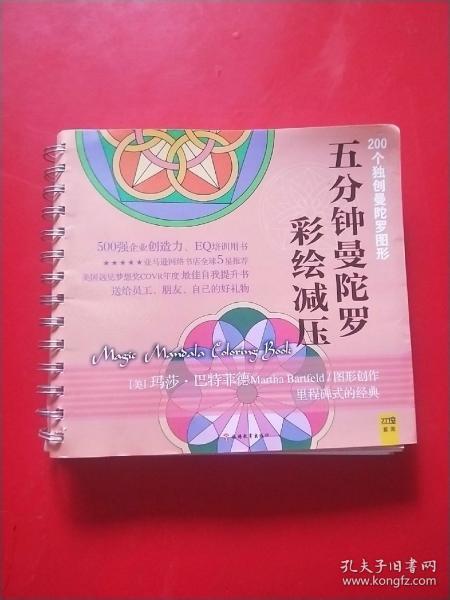 200个独创曼陀罗图形
五分钟曼陀罗
彩绘减压
500强企业创造力、EQ培训用书
★★★★★亚马逊网络书店全球5星推荐
美国远见梦想奖COVR年度最佳自我提升书
送给员工、朋友、自己的好礼物
Magic Mandala Coloring Book
[美]玛莎·巴特菲德Martha Bartfeld/图形创作
里程碑式的经典
孔夫子旧书网
www.kongfz.com